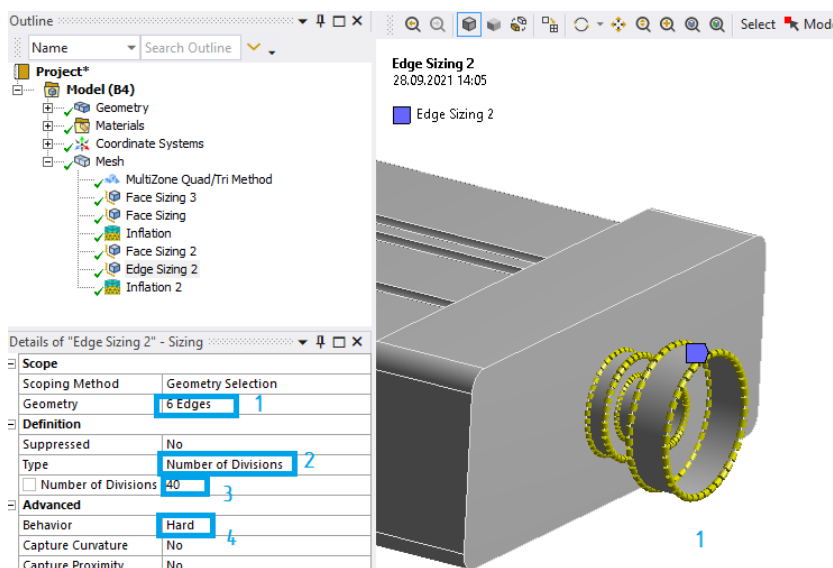 Outline
Name
Search Outline
Project*
Model (B4)
Geometry
Materials
Coordinate Systems
Mesh
MultiZone Quad/Tri Method
Face Sizing 3
Face Sizing
Inflation
Face Sizing 2
Edge Sizing 2
Inflation 2
Details of "Edge Sizing 2" - Sizing
Scope
Scoping Method Geometry Selection
Geometry 6 Edges 1
Definition
Suppressed No
Type Number of Divisions 2
Number of Divisions 40 3
Advanced
Behavior Hard 4
Capture Curvature No
Capture Proximity No
Select Mod
Edge Sizing 2
28.09.2021 14:05
Edge Sizing 2
1